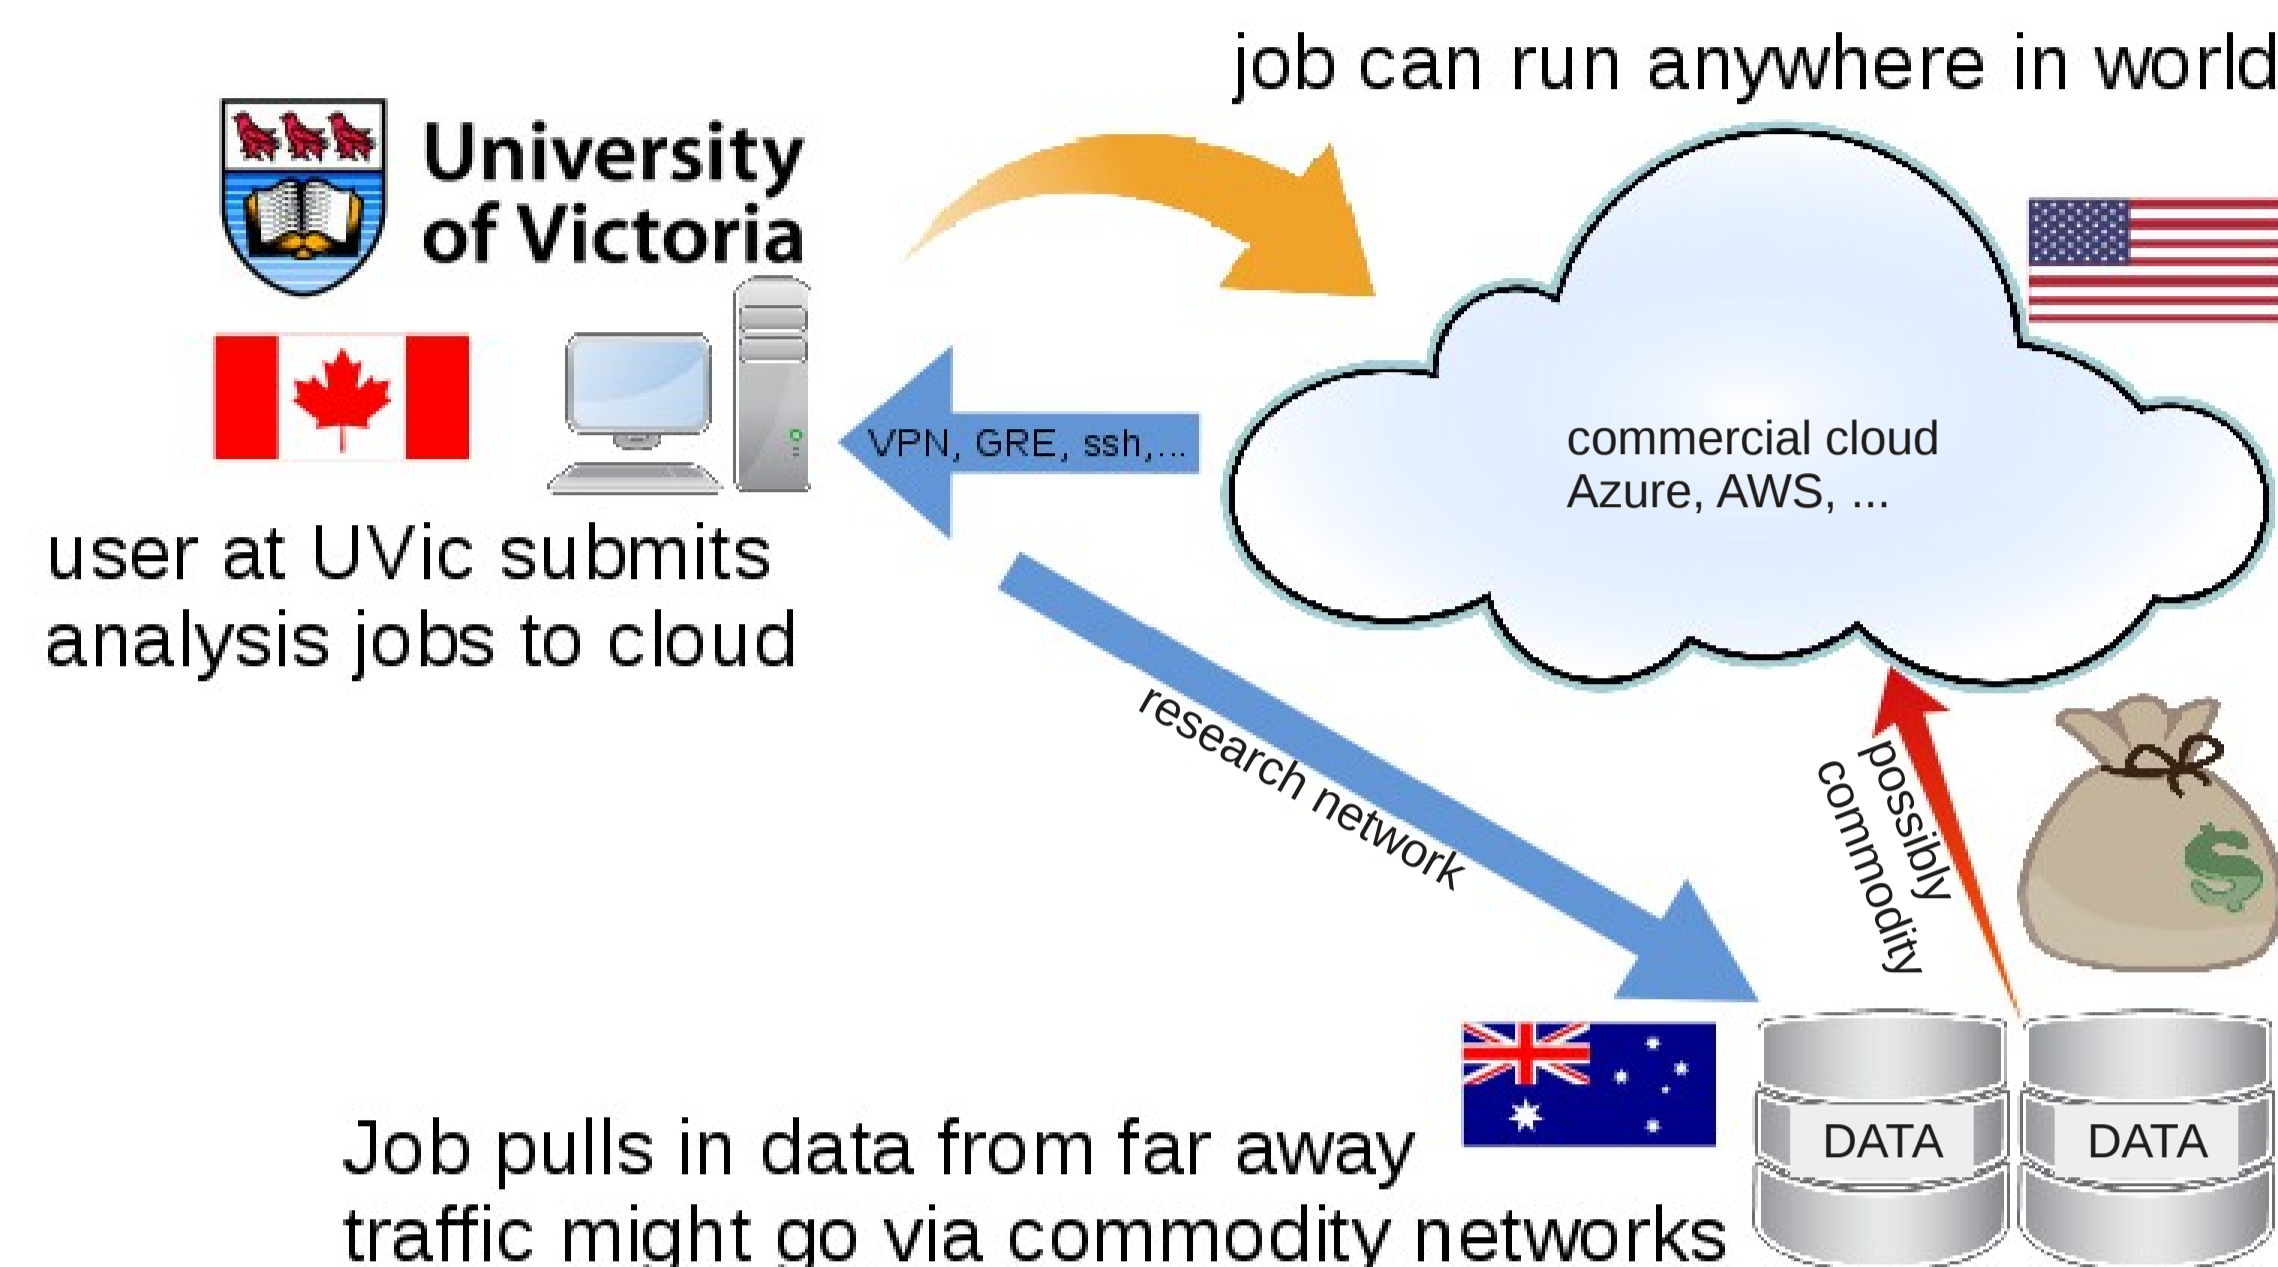 job can run anywhere in world
University
of Victoria
commercial cloud
Azure, AWS, ...
VPN, GRE, ssh,...
user at UVic submits
analysis jobs to cloud
research network
possibly
commodity
DATA
DATA
Job pulls in data from far away
traffic might go via commodity networks
$